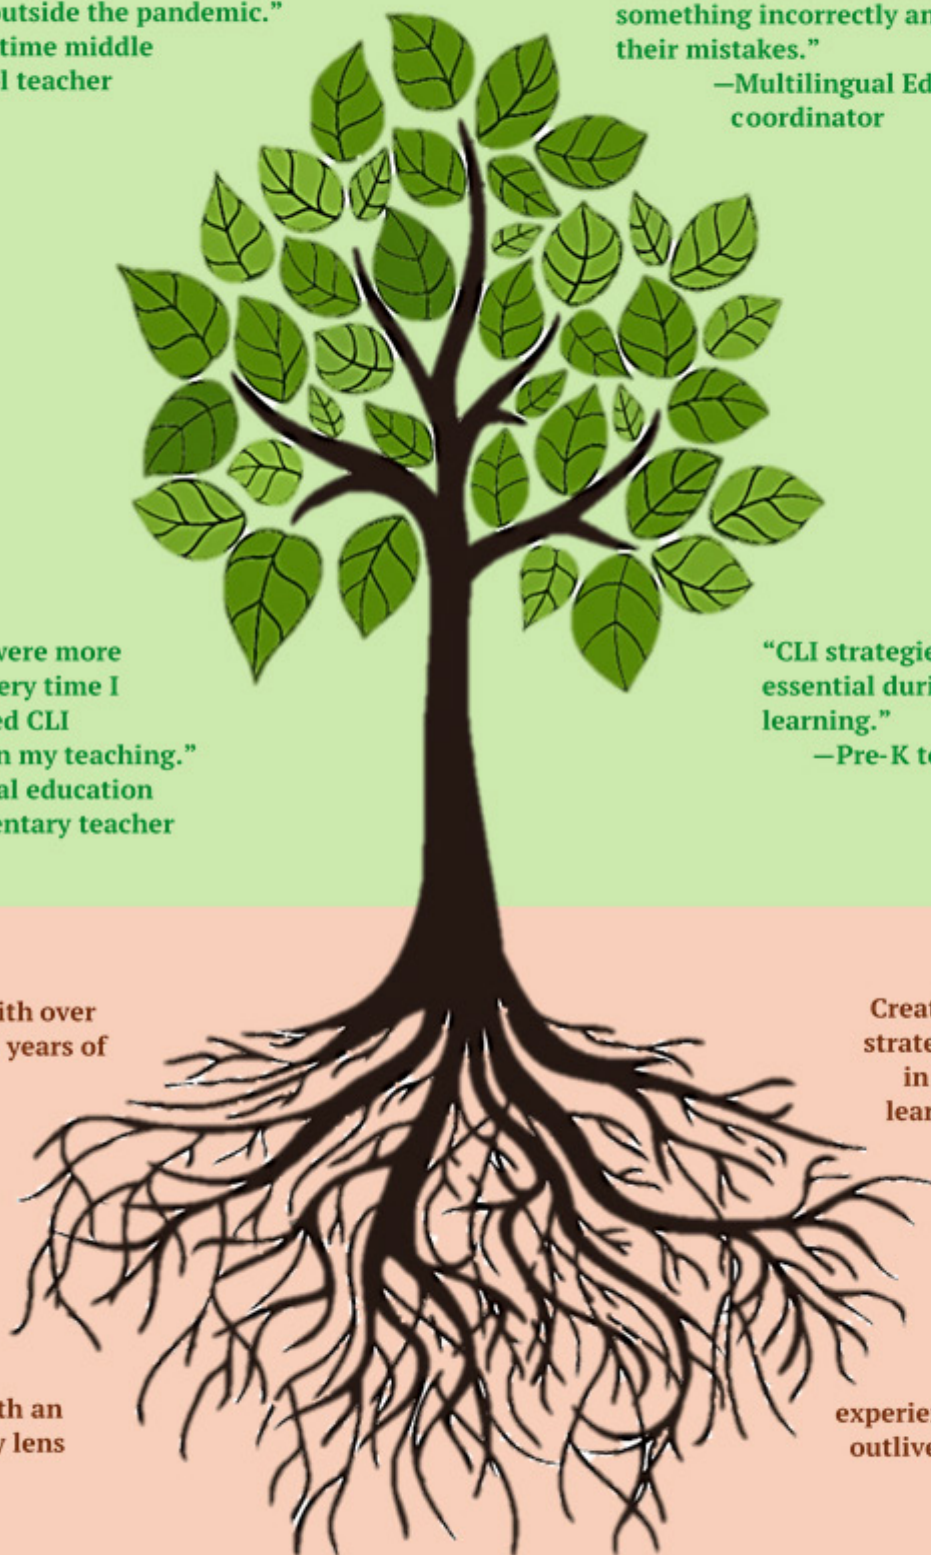 outside the pandemic.”
time middle
l teacher
something incorrectly an
their mistakes.”
—Multilingual Ed
coordinator
were more
ery time I
ed CLI
n my teaching.”
al education
entary teacher
“CLI strategie
essential duri
learning.”
—Pre-K te
ith over
years of
Creat
strate
in
lear
th an
y lens
experie
outlive